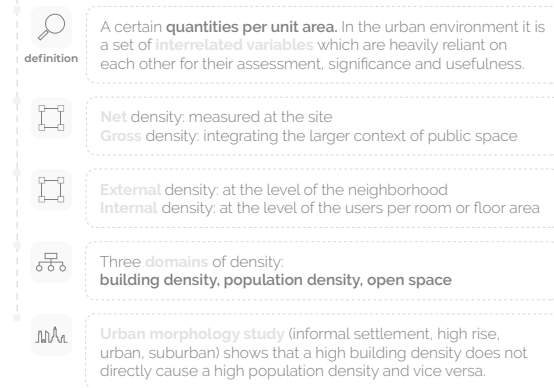 A certain quantities per unit area. In the urban environment it is
a set of interrelated variables which are heavily reliant on
each other for their assessment, significance and usefulness.
definition
Net density: measured at the site
Gross density: integrating the larger context of public space
External density: at the level of the neighborhood
Internal density: at the level of the users per room or floor area
Three domains of density:
building density, population density, open space
Urban morphology study (informal settlement, high rise,
urban, suburban) shows that a high building density does not
directly cause a high population density and vice versa.